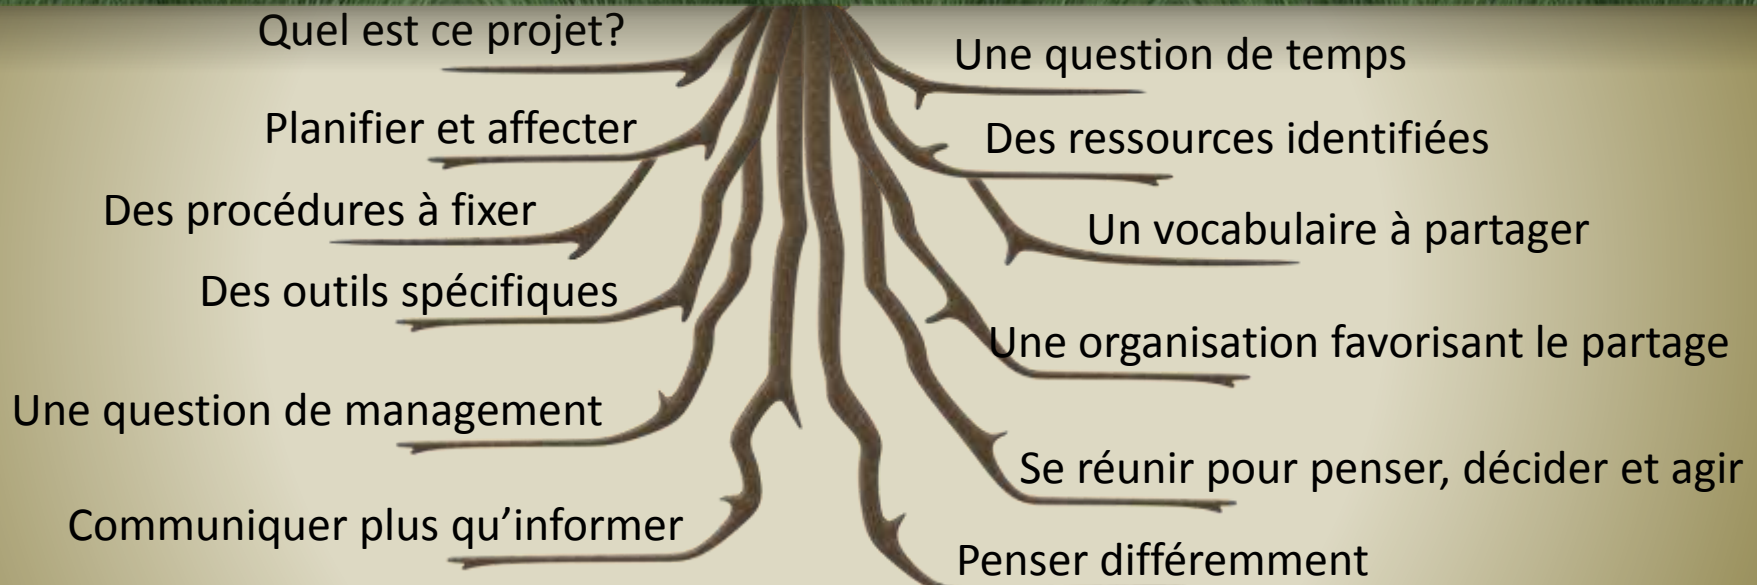 Quel est ce projet?
Planifier et affecter
Des procédures à fixer
Des outils spécifiques
Une question de management
Communiquer plus qu’informer
Une question de temps
Des ressources identifiées
Un vocabulaire à partager
Une organisation favorisant le partage
Se réunir pour penser, décider et agir
Penser différemment